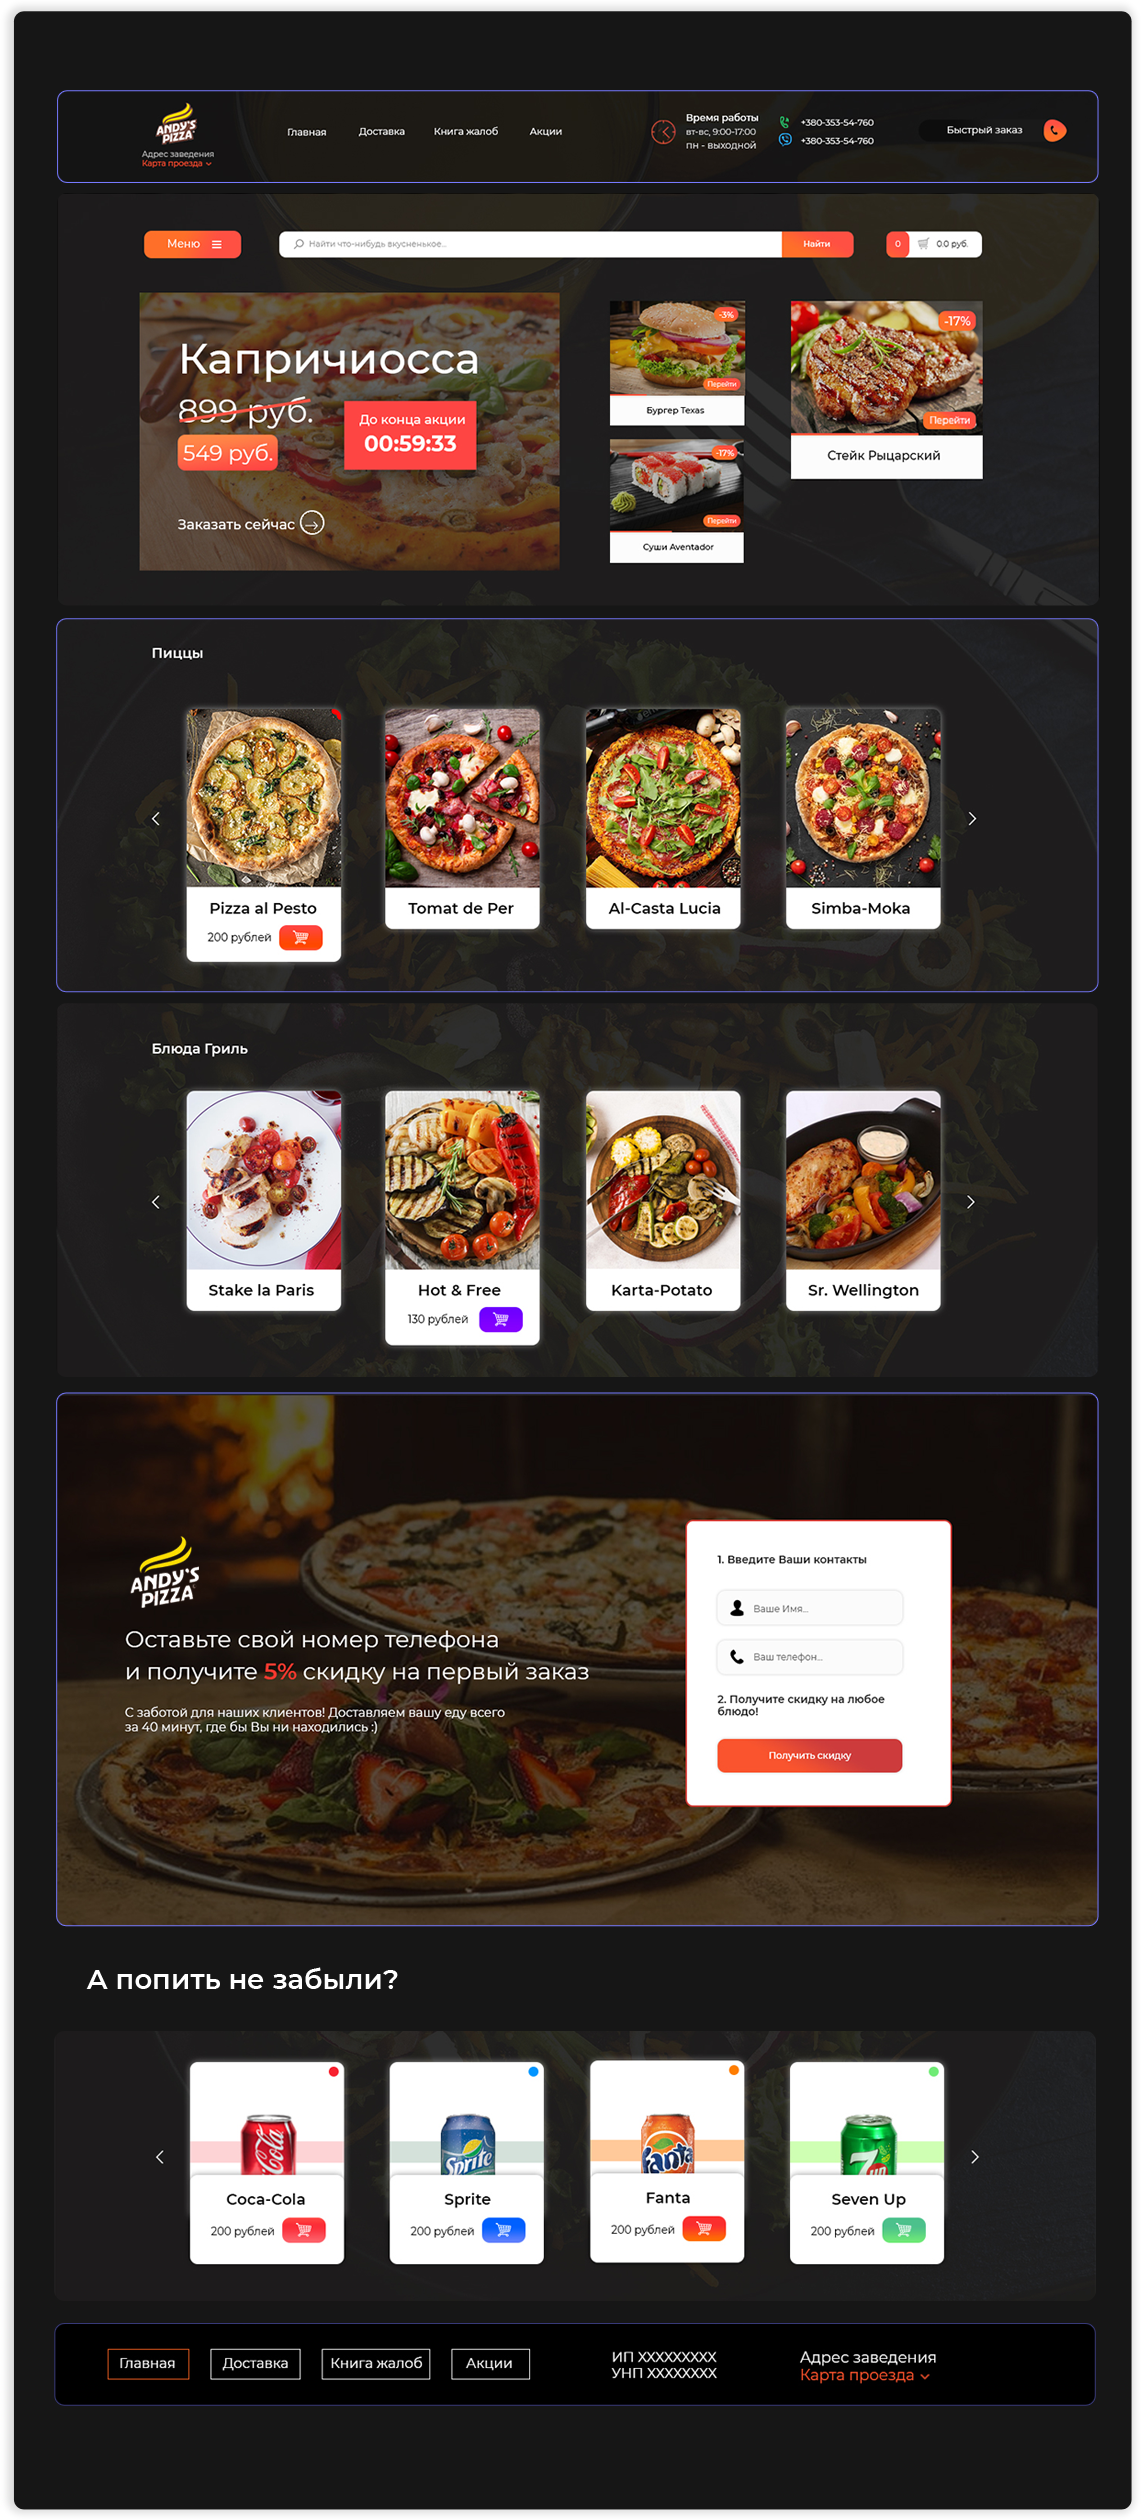 ANDY'S
PIZZA
Адрес заведения
Карта проезда
Главная
Доставка
Книга жалоб
Акции
Время работы
вт-вс, 9:00-17:00
пн - выходной
+380-353-54-760
+380-353-54-760
Быстрый заказ
Меню
Найти что-нибудь вкусненькое...
Найти
0
0.0 руб.
Капричиосса
899 руб.
549 руб.
До конца акции
00:59:33
Заказать сейчас
-3%
Перейти
Бургер Texas
-17%
Перейти
Суши Aventador
-17%
Перейти
Стейк Рыцарский
Пиццы
Pizza al Pesto
200 рублей
Tomat de Per
Al-Casta Lucia
Simba-Moka
Блюда Гриль
Stake la Paris
Hot & Free
130 рублей
Karta-Potato
Sr. Wellington
ANDY'S
PIZZA
Оставьте свой номер телефона
и получите 5% скидку на первый заказ
С заботой для наших клиентов! Доставляем вашу еду всего
за 40 минут, где бы Вы ни находились :)
1. Введите Ваши контакты
Ваше Имя...
Ваш телефон...
2. Получите скидку на любое
блюдо!
Получить скидку
А попить не забыли?
Coca-Cola
200 рублей
Sprite
Sprite
200 рублей
Fanta
Fanta
200 рублей
7up
Seven Up
200 рублей
Главная
Доставка
Книга жалоб
Акции
ИП XXXXXXXXX
УНП XXXXXXXX
Адрес заведения
Карта проезда